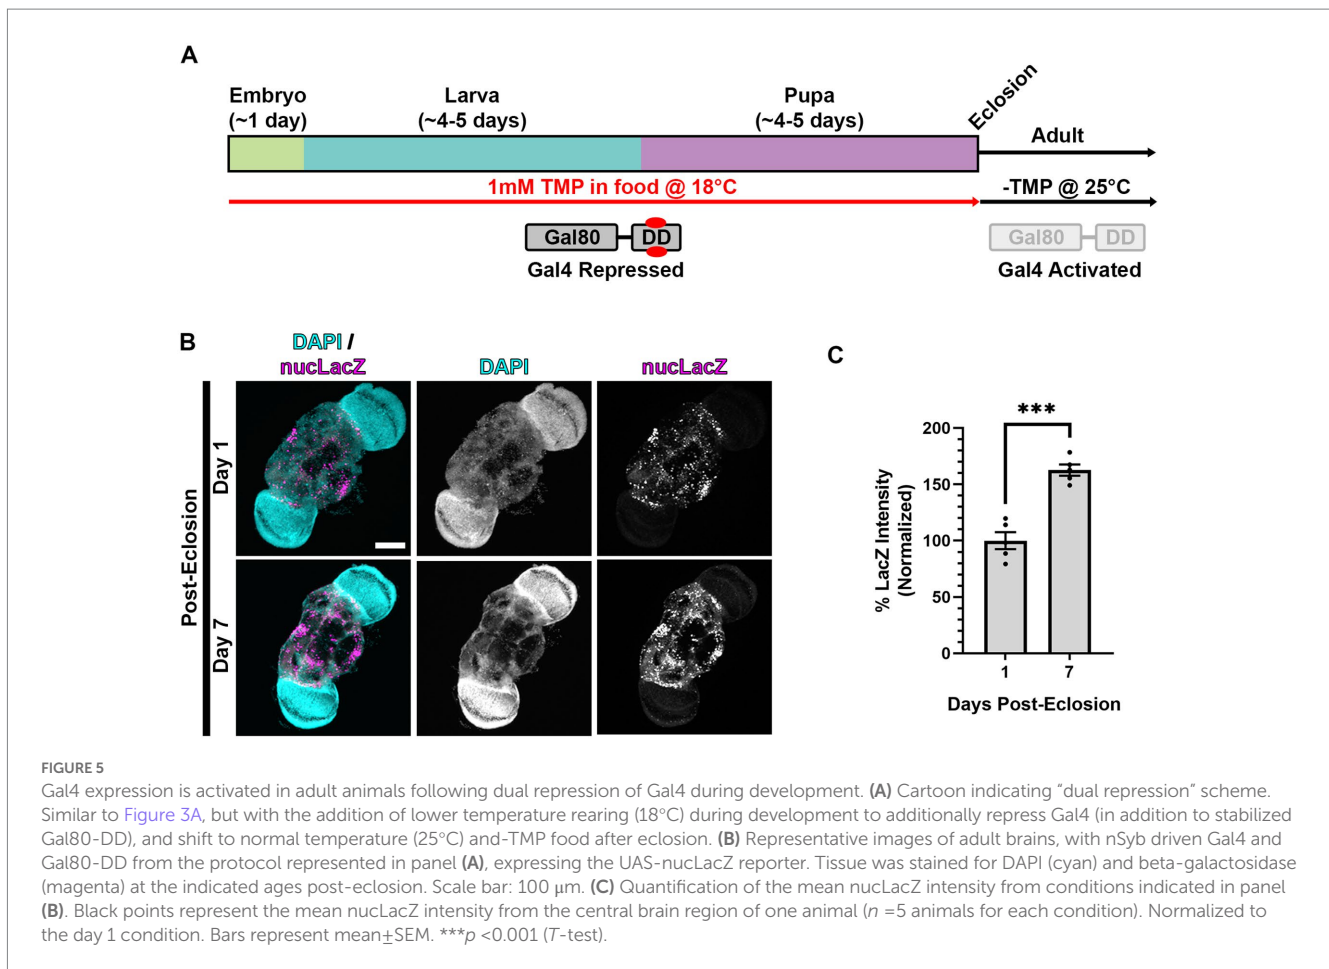 A
Embryo
(~1 day)
Larva
(~4-5 days)
Pupa
(~4-5 days)
Eclosion
Adult
1mM TMP in food @ 18°C
-TMP @ 25°C
Gal80 DD
Gal4 Repressed
Gal80 DD
Gal4 Activated
B
DAPI /
nucLacZ
DAPI
nucLacZ
Post-Eclosion
Day 1
Day 7
C
***
% LacZ Intensity
(Normalized)
200
150
100
50
0
1 7
Days Post-Eclosion
FIGURE 5
Gal4 expression is activated in adult animals following dual repression of Gal4 during development. (A) Cartoon indicating "dual repression" scheme.
Similar to Figure 3A, but with the addition of lower temperature rearing (18°C) during development to additionally repress Gal4 (in addition to stabilized
Gal80-DD), and shift to normal temperature (25°C) and-TMP food after eclosion. (B) Representative images of adult brains, with nSyb driven Gal4 and
Gal80-DD from the protocol represented in panel (A), expressing the UAS-nucLacZ reporter. Tissue was stained for DAPI (cyan) and beta-galactosidase
(magenta) at the indicated ages post-eclosion. Scale bar: 100 μm. (C) Quantification of the mean nucLacZ intensity from conditions indicated in panel
(B). Black points represent the mean nucLacZ intensity from the central brain region of one animal (n =5 animals for each condition). Normalized to
the day 1 condition. Bars represent mean±SEM. ***p <0.001 (T-test).